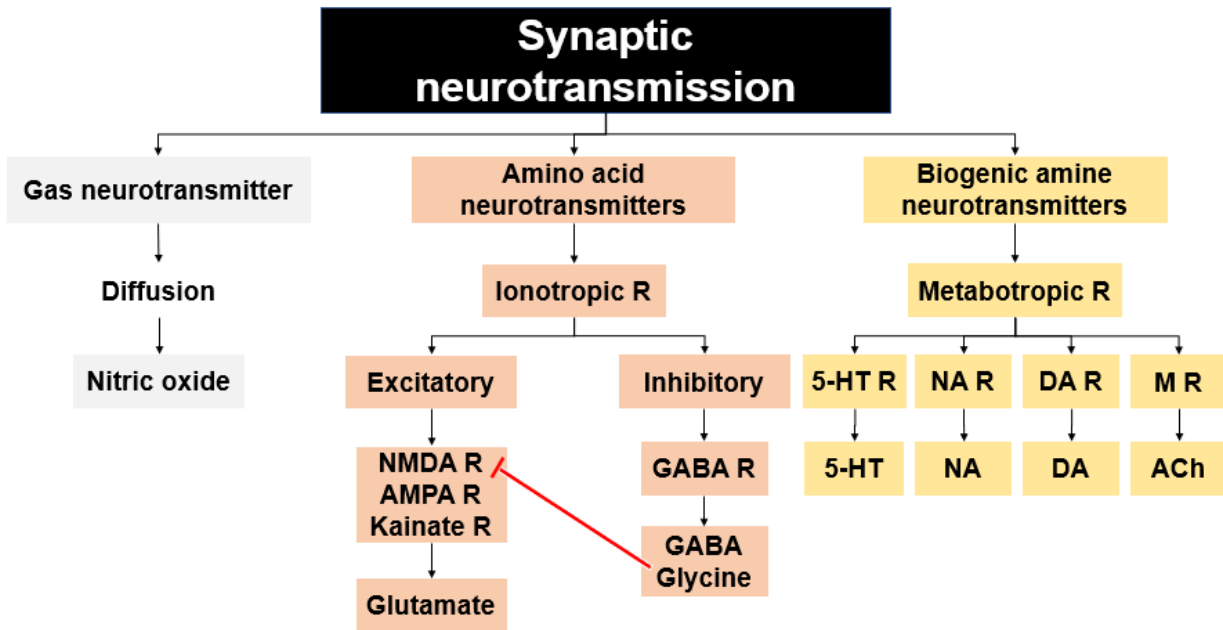 Synaptic
neurotransmission
Gas neurotransmitter
Amino acid
neurotransmitters
Biogenic amine
neurotransmitters
Diffusion
Ionotropic R
Metabotropic R
Nitric oxide
Excitatory
Inhibitory
5-HT R
NA R
DA R
M R
NMDA R
AMPA R
Kainate R
GABA R
5-HT
NA
DA
ACh
GABA
Glycine
Glutamate